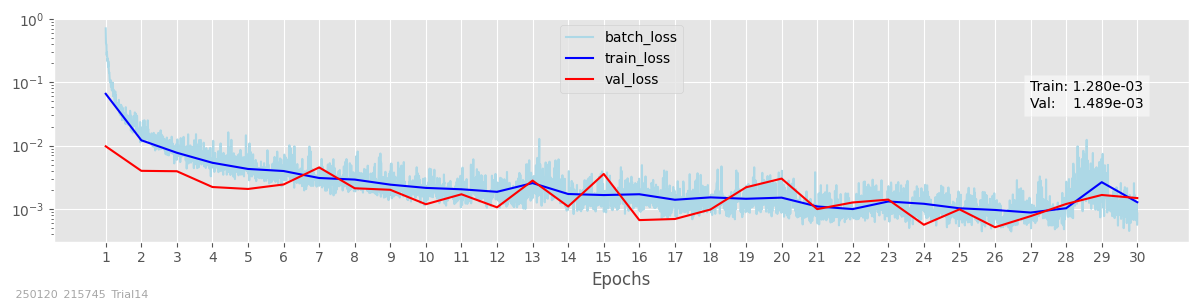 10⁰
10⁻¹
10⁻²
10⁻³
batch_loss
train_loss
val_loss
Train: 1.280e-03
Val: 1.489e-03
1 2 3 4 5 6 7 8 9 10 11 12 13 14 15 16 17 18 19 20 21 22 23 24 25 26 27 28 29 30
Epochs
250120_215745_Trial14